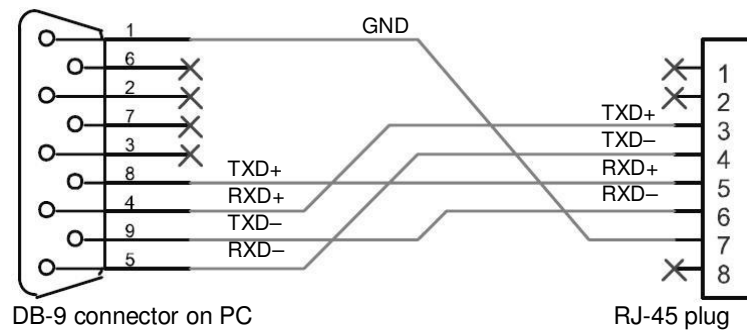 GND
1
6
2
7
3
8 TXD+
4 RXD+
9 TXD–
5 RXD–
1
2
TXD+ 3
TXD– 4
RXD+ 5
RXD– 6
7
8
DB-9 connector on PC
RJ-45 plug